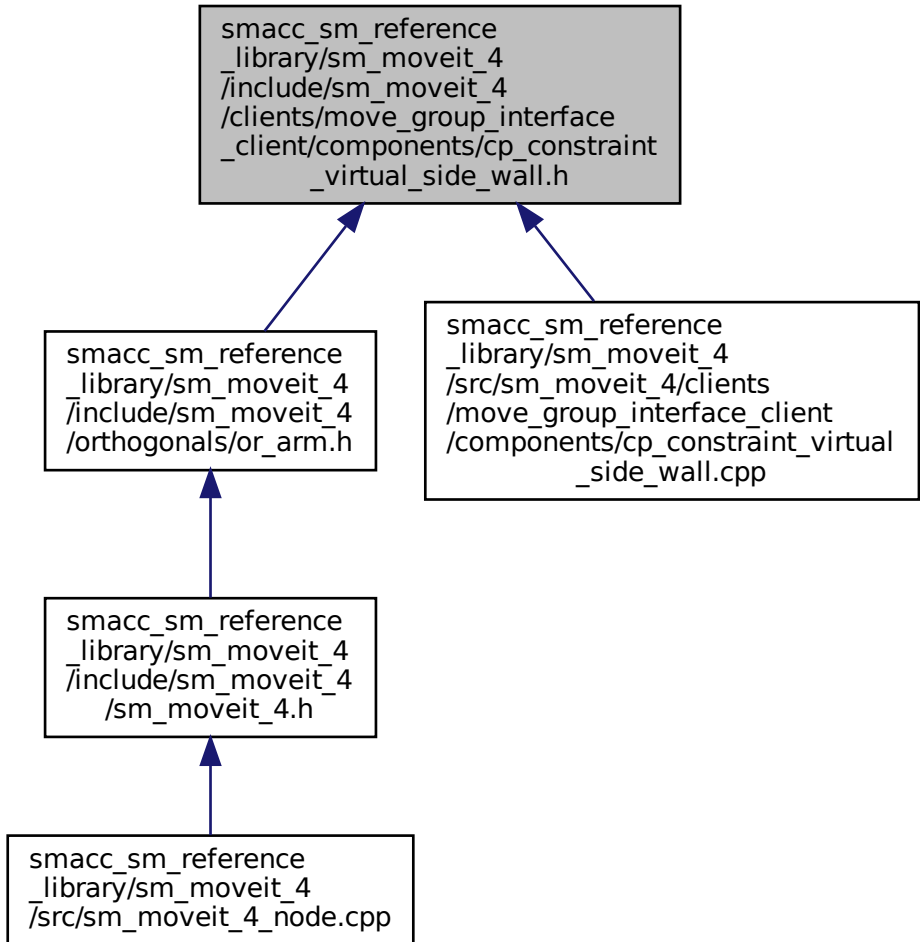 smacc_sm_reference
_library/sm_moveit_4
/include/sm_moveit_4
/clients/move_group_interface
_client/components/cp_constraint
_virtual_side_wall.h
smacc_sm_reference
_library/sm_moveit_4
/include/sm_moveit_4
/orthogonals/or_arm.h
smacc_sm_reference
_library/sm_moveit_4
/src/sm_moveit_4/clients
/move_group_interface_client
/components/cp_constraint_virtual
_side_wall.cpp
smacc_sm_reference
_library/sm_moveit_4
/include/sm_moveit_4
/sm_moveit_4.h
smacc_sm_reference
_library/sm_moveit_4
/src/sm_moveit_4_node.cpp